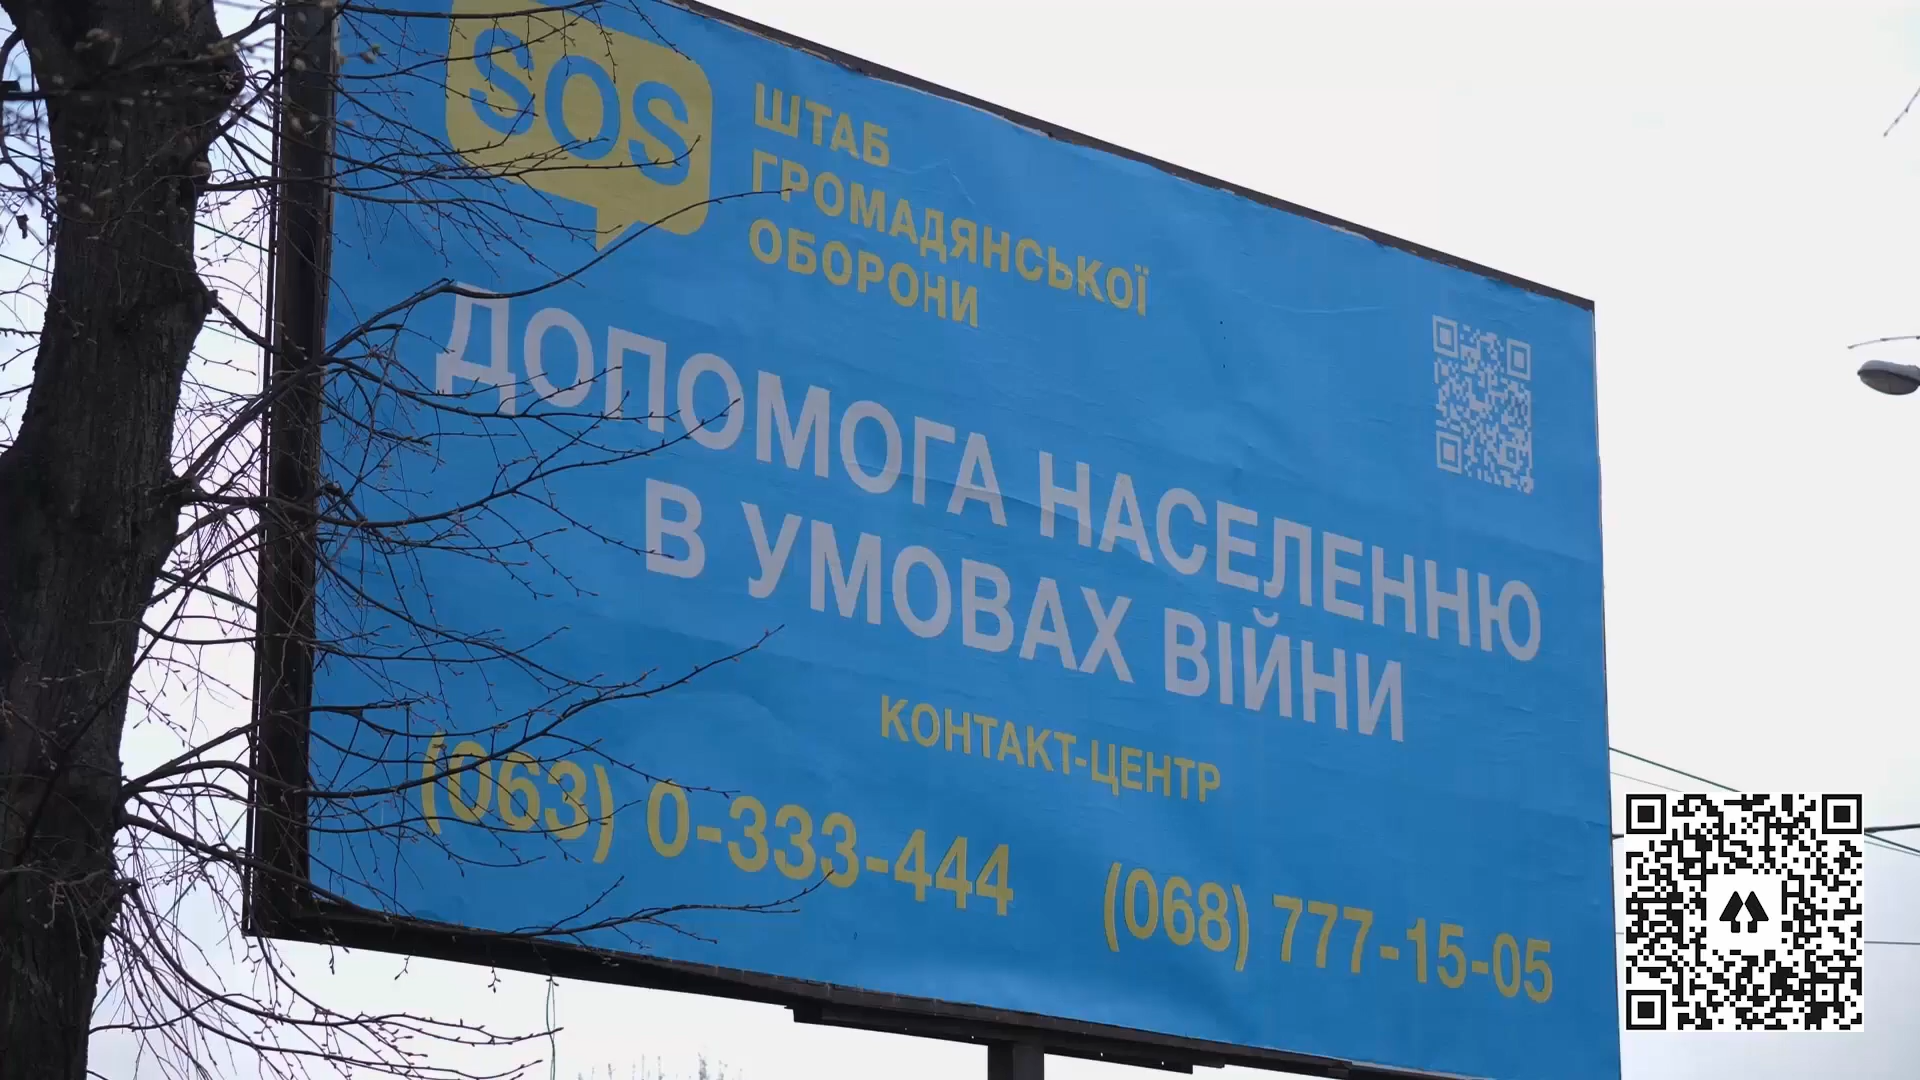 SOS
ШТАБ
ГРОМАДЯНСЬКОЇ
ОБОРОНИ
ДОПОМОГА НАСЕЛЕННЮ
В УМОВАХ ВІЙНИ
КОНТАКТ-ЦЕНТР
(063) 0-333-444
(068) 777-15-05